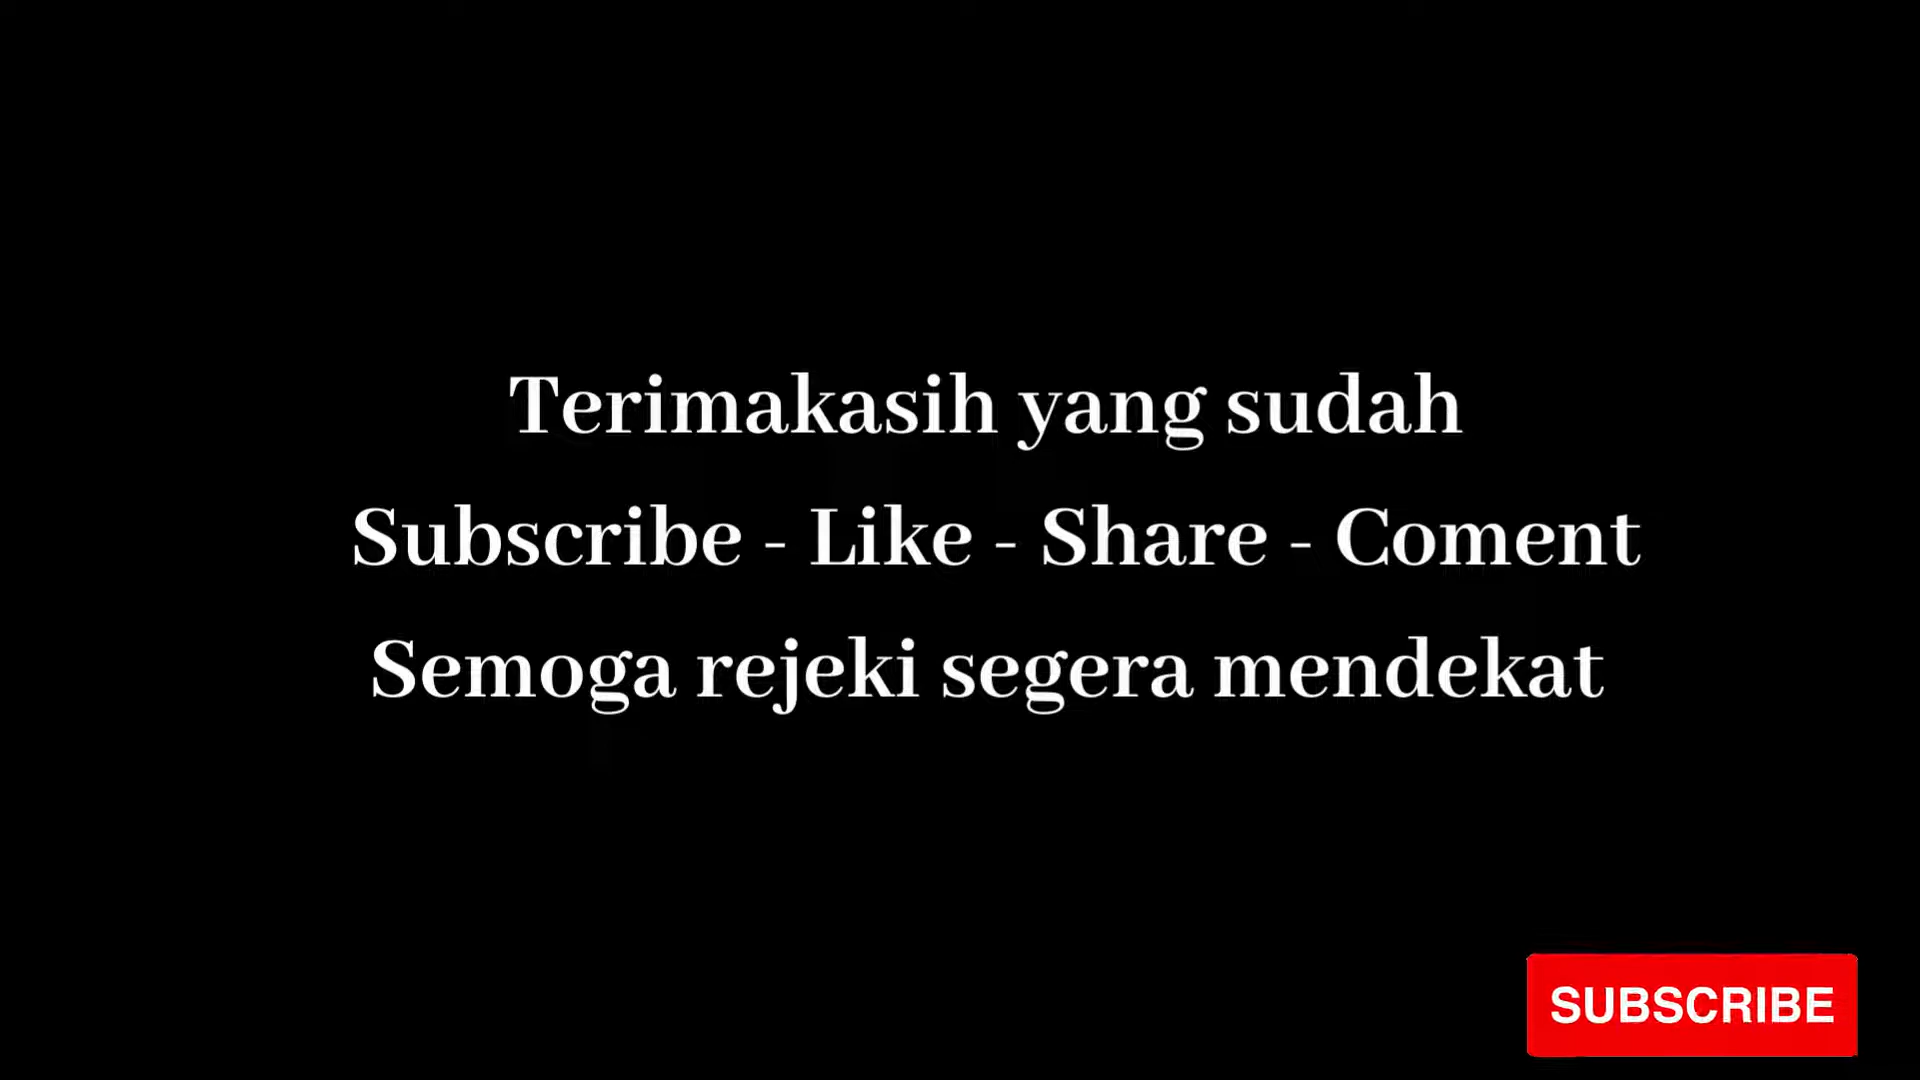 Terimakasih yang sudah
Subscribe - Like - Share - Coment
Semoga rejeki segera mendekat
SUBSCRIBE